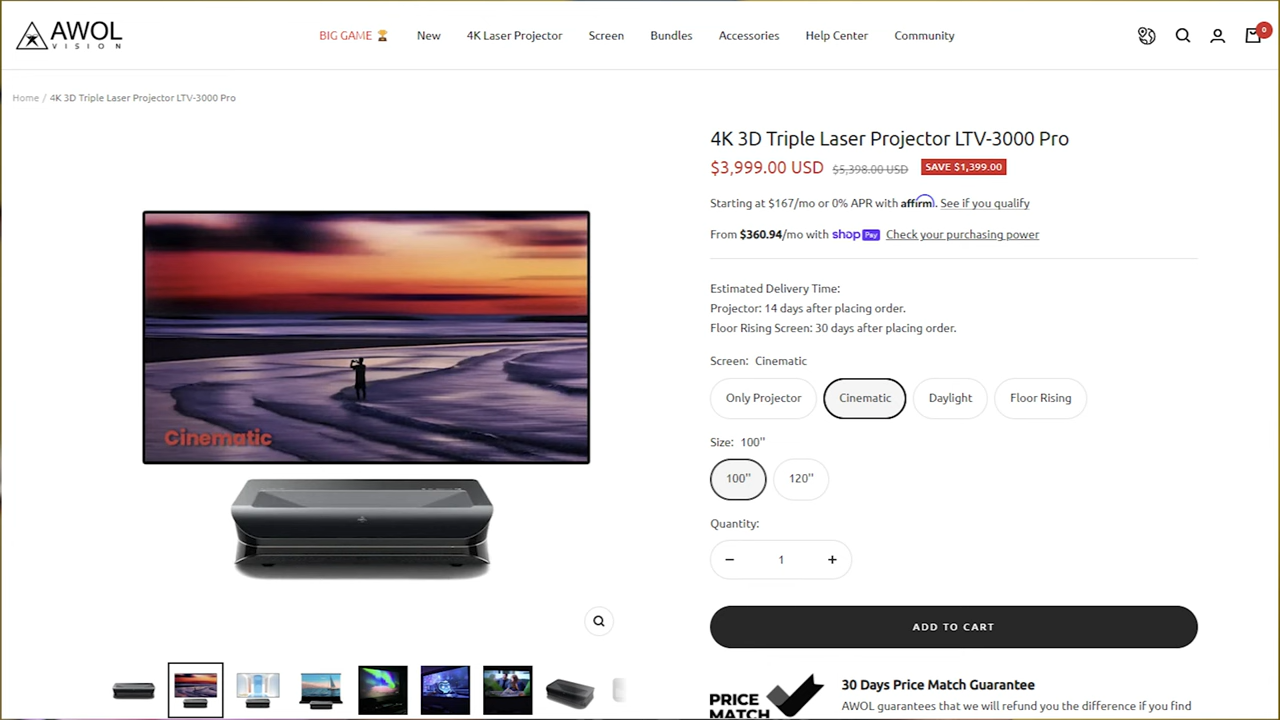 AWOL
VISION
BIG GAME 🏆 New 4K Laser Projector Screen Bundles Accessories Help Center Community
0
Home / 4K 3D Triple Laser Projector LTV-3000 Pro
4K 3D Triple Laser Projector LTV-3000 Pro
$3,999.00 USD $5,398.00 USD SAVE $1,399.00
Starting at $167/mo or 0% APR with affirm. See if you qualify
From $360.94/mo with shop Pay Check your purchasing power
Estimated Delivery Time:
Projector: 14 days after placing order.
Floor Rising Screen: 30 days after placing order.
Screen: Cinematic
Only Projector Cinematic Daylight Floor Rising
Cinematic
Size: 100''
100'' 120''
Quantity:
− 1 +
ADD TO CART
PRICE
MATCH
30 Days Price Match Guarantee
AWOL guarantees that we will refund you the difference if you find